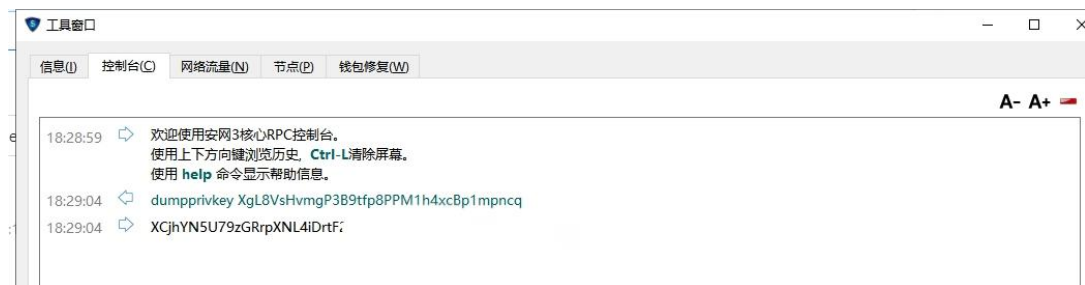 工具窗口
信息(I) 控制台(C) 网络流量(N) 节点(P) 钱包修复(W)
A- A+
18:28:59 欢迎使用安网3核心RPC控制台。
使用上下方向键浏览历史, Ctrl-L清除屏幕。
使用 help 命令显示帮助信息。
18:29:04 dumpprivkey XgL8VsHvmgP3B9tfp8PPM1h4xcBp1mpncq
18:29:04 XCjhYN5U79zGRrpXNL4iDrtF